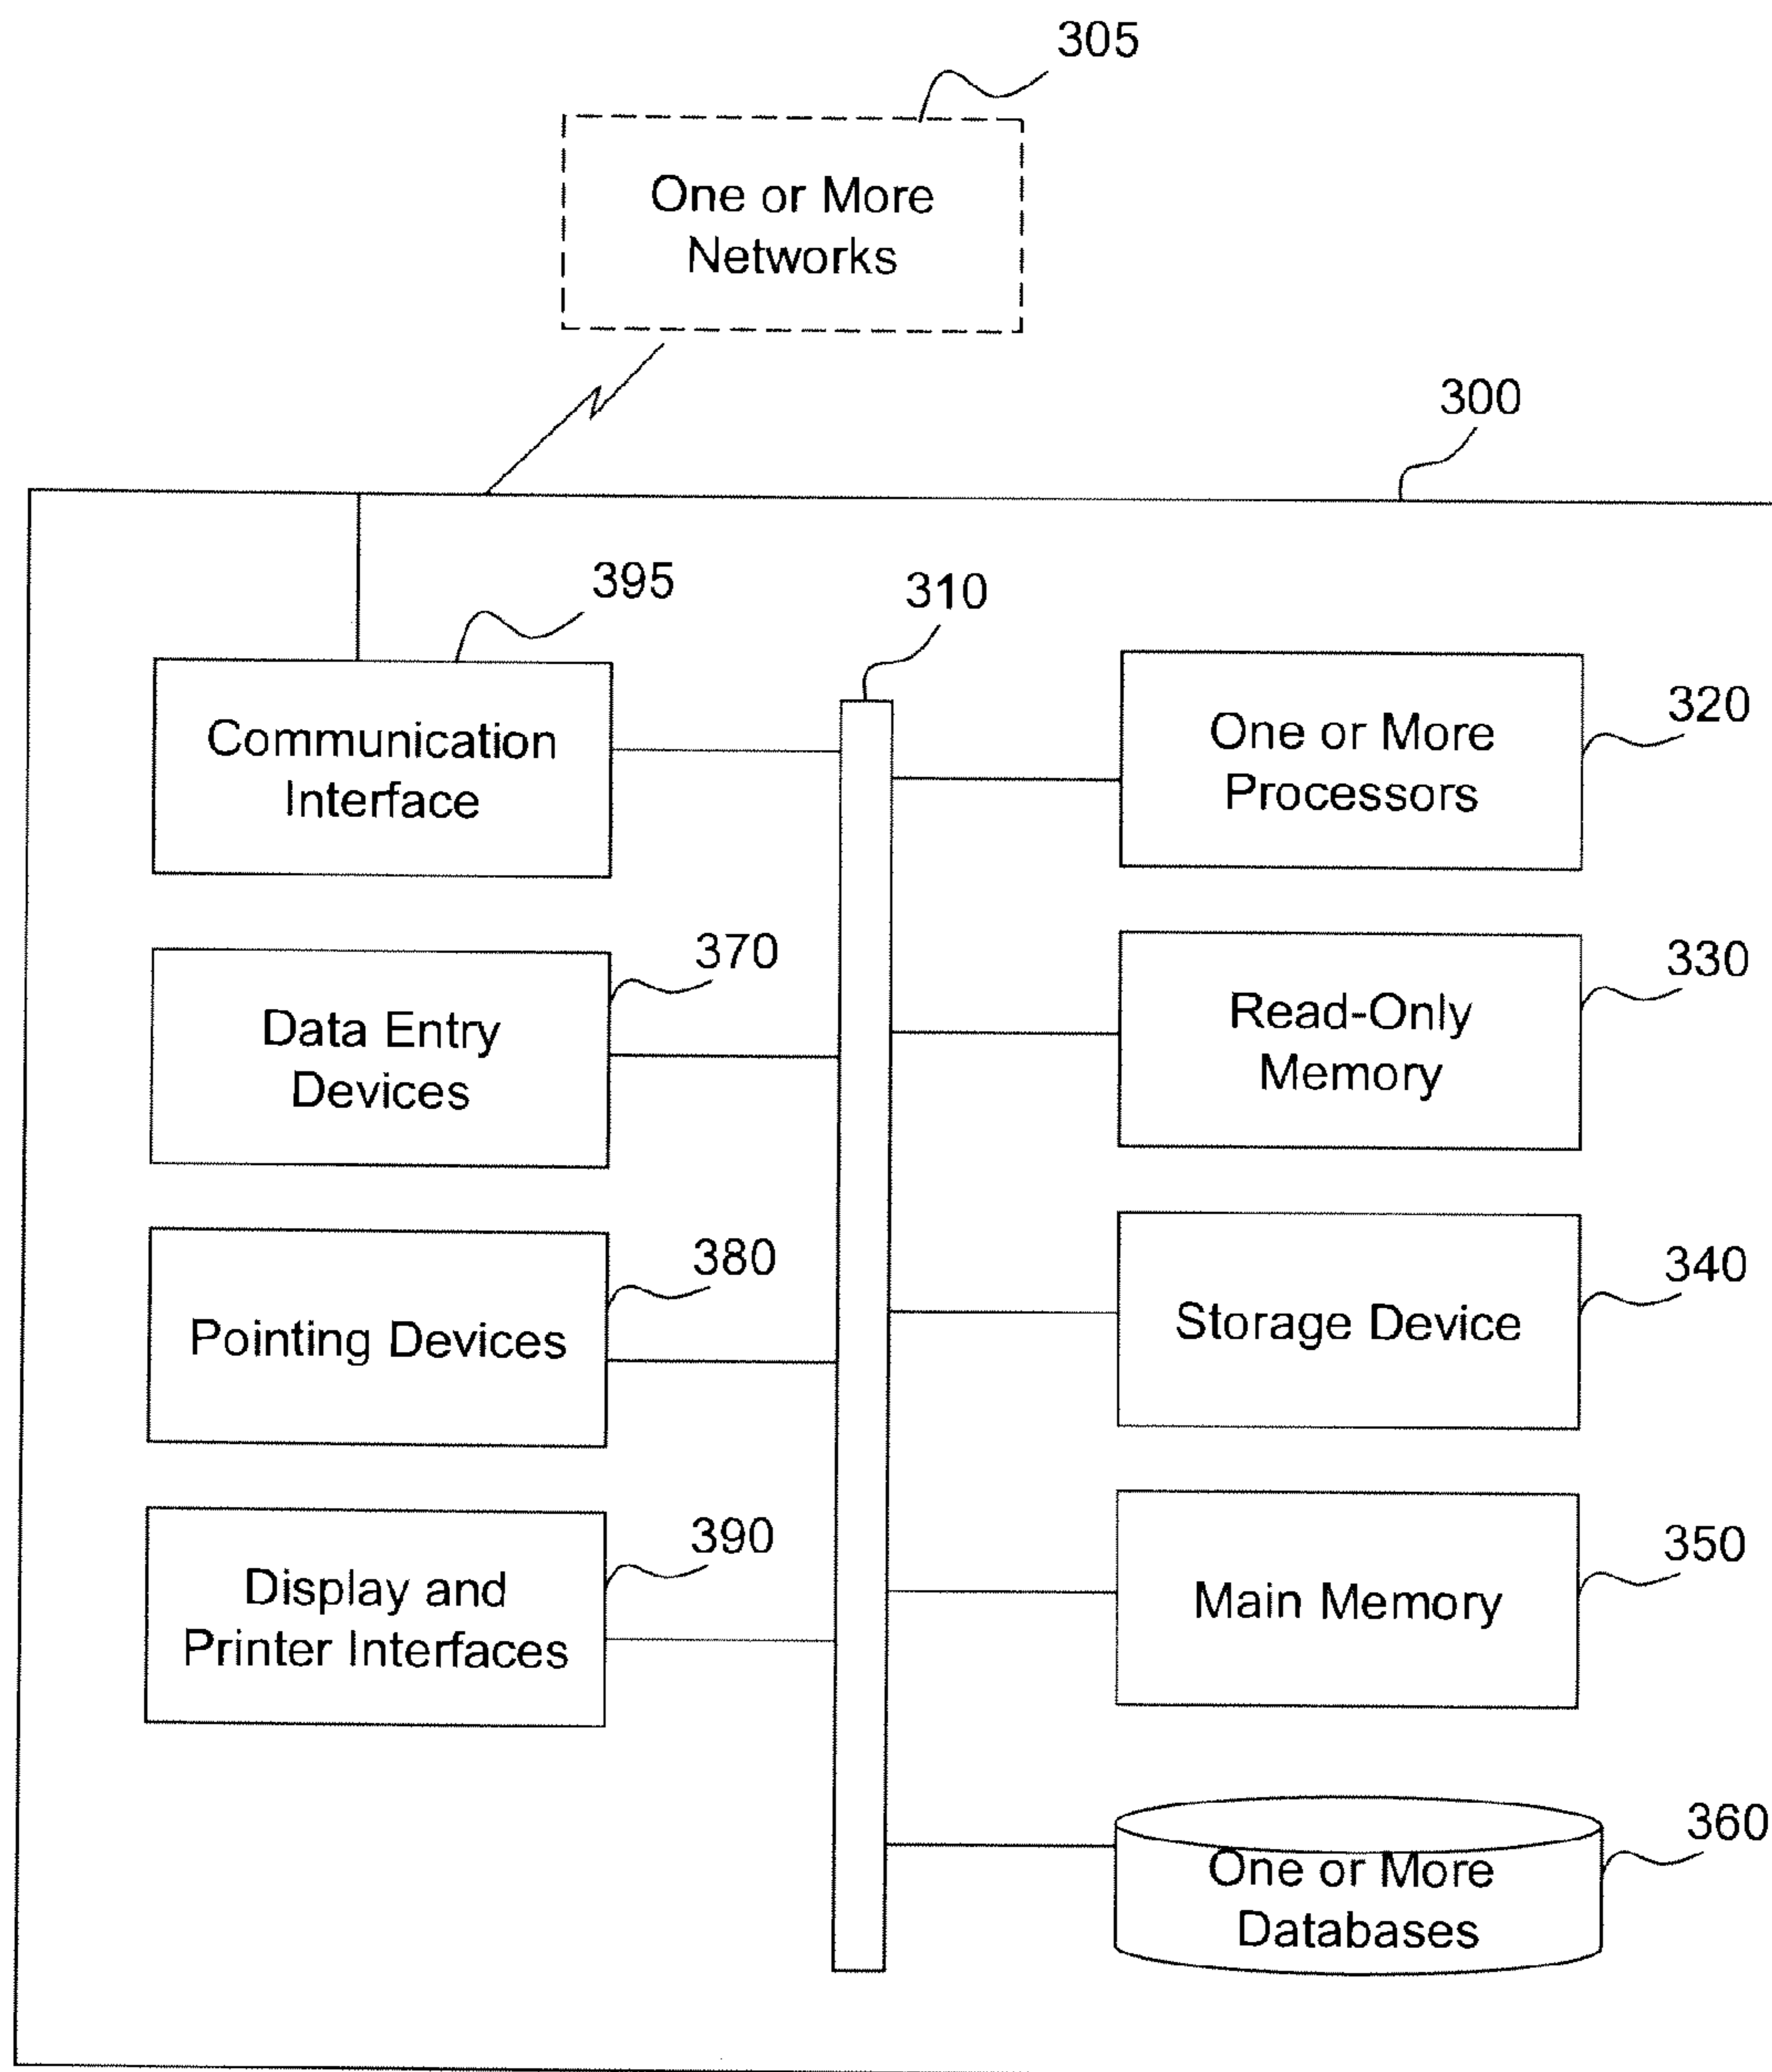 305
One or More
Networks
300
395
310
Communication
Interface
One or More
Processors
320
370
Data Entry
Devices
Read-Only
Memory
330
380
Pointing Devices
Storage Device
340
390
Display and
Printer Interfaces
Main Memory
350
One or More
Databases
360